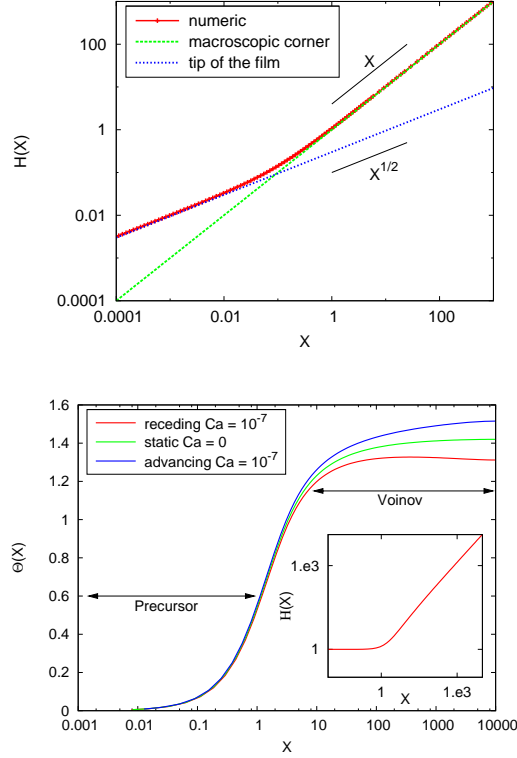 1000
10
1
0.01
0.0001
H(X)
numeric
macroscopic corner
tip of the film
X
X^{1/2}
0.0001
0.01
1
100
X
1.6
1.4
1.2
1
0.8
0.6
0.4
0.2
0
Θ(X)
receding Ca = 10^{-7}
static Ca = 0
advancing Ca = 10^{-7}
Voinov
Precursor
1.e3
1
H(X)
1
1.e3
X
0.001
0.01
0.1
1
10
100
1000
10000
X